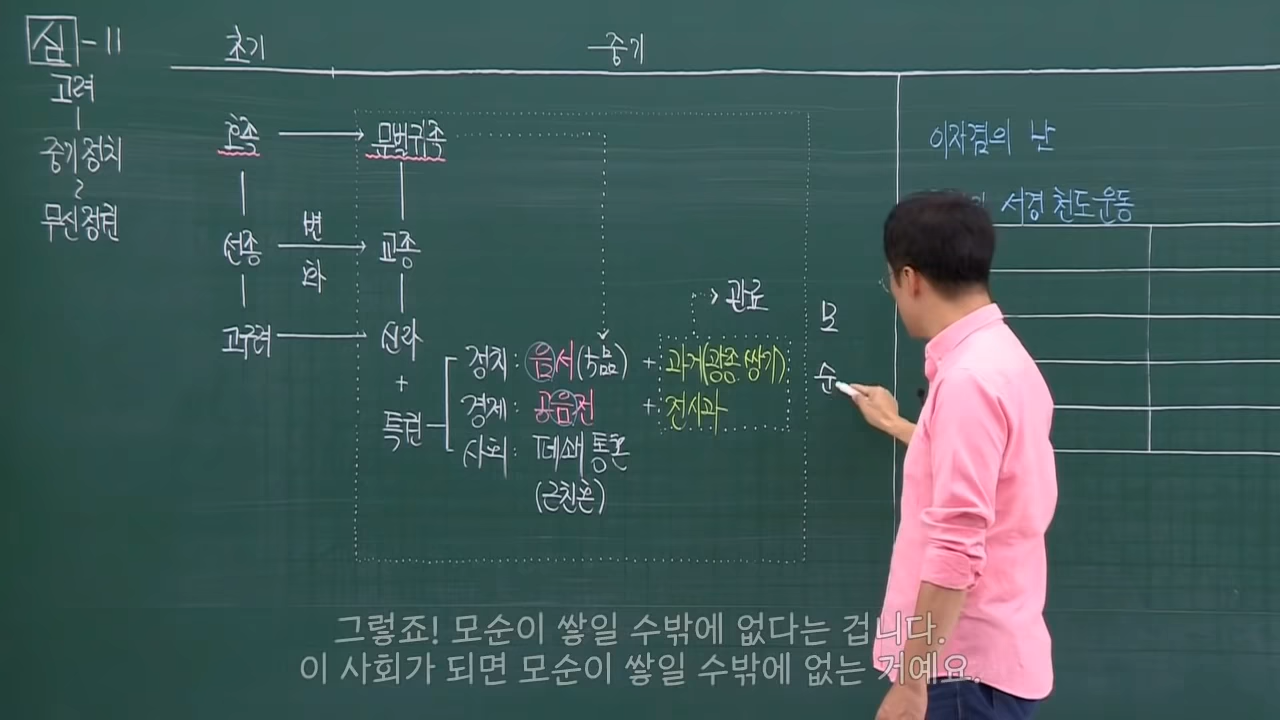 심 - 11
고려
중기 정치
~
무신정권
초기
중기
호족
문벌귀족
선종
변
화
교종
고구려
신라
+
특권
정치 : 음서 (5품) + 과거(광종 쌍기)
경제 : 공음전 + 전시과
사회 : 폐쇄 통혼
(근친혼)
관료
모
순
이자겸의 난
서경 천도 운동
그렇죠! 모순이 쌓일 수밖에 없다는 겁니다.
이 사회가 되면 모순이 쌓일 수밖에 없는 거예요.